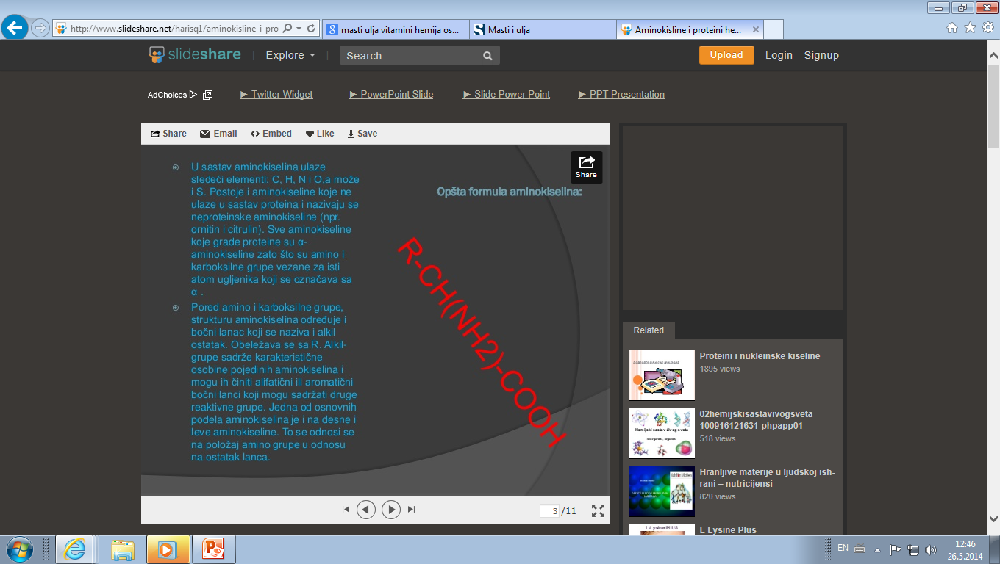 http://www.slideshare.net/harisq1/aminokisline-i-pro
masti ulja vitamini hemija os...
Masti i ulja
Aminokisline i proteini he...
slideshare
Explore
Search
Upload
Login
Signup
AdChoices
► Twitter Widget
► PowerPoint Slide
► Slide Power Point
► PPT Presentation
Share
Email
Embed
Like
Save
Share
U sastav aminokiselina ulaze
sledeći elementi: C, H, N i O,a može
i S. Postoje i aminokiseline koje ne
ulaze u sastav proteina i nazivaju se
neproteinske aminokiseline (npr.
ornitin i citrulin). Sve aminokiseline
koje grade proteine su α-
aminokiseline zato što su amino i
karboksilne grupe vezane za isti
atom ugljenika koji se označava sa
α .
Pored amino i karboksilne grupe,
strukturu aminokiselina određuje i
bočni lanac koji se naziva i alkil
ostatak. Obeležava se sa R. Alkil-
grupe sadrže karakteristične
osobine pojedinih aminokiselina i
mogu ih činiti alifatični ili aromatični
bočni lanci koji mogu sadržati druge
reaktivne grupe. Jedna od osnovnih
podela aminokiselina je i na desne i
leve aminokiseline. To se odnosi se
na položaj amino grupe u odnosu
na ostatak lanca.
Opšta formula aminokiselina:
R-CH(NH2)-COOH
3 /11
Related
Proteini i nukleinske kiseline
1895 views
02hemijskisastavivogsveta
100916121631-phpapp01
518 views
Hemijski sastav živog sveta
Hranljive materije u ljudskoj ish-
rani – nutricijensi
820 views
L-Lysine PLUS
L Lysine Plus
EN
12:46
26.5.2014